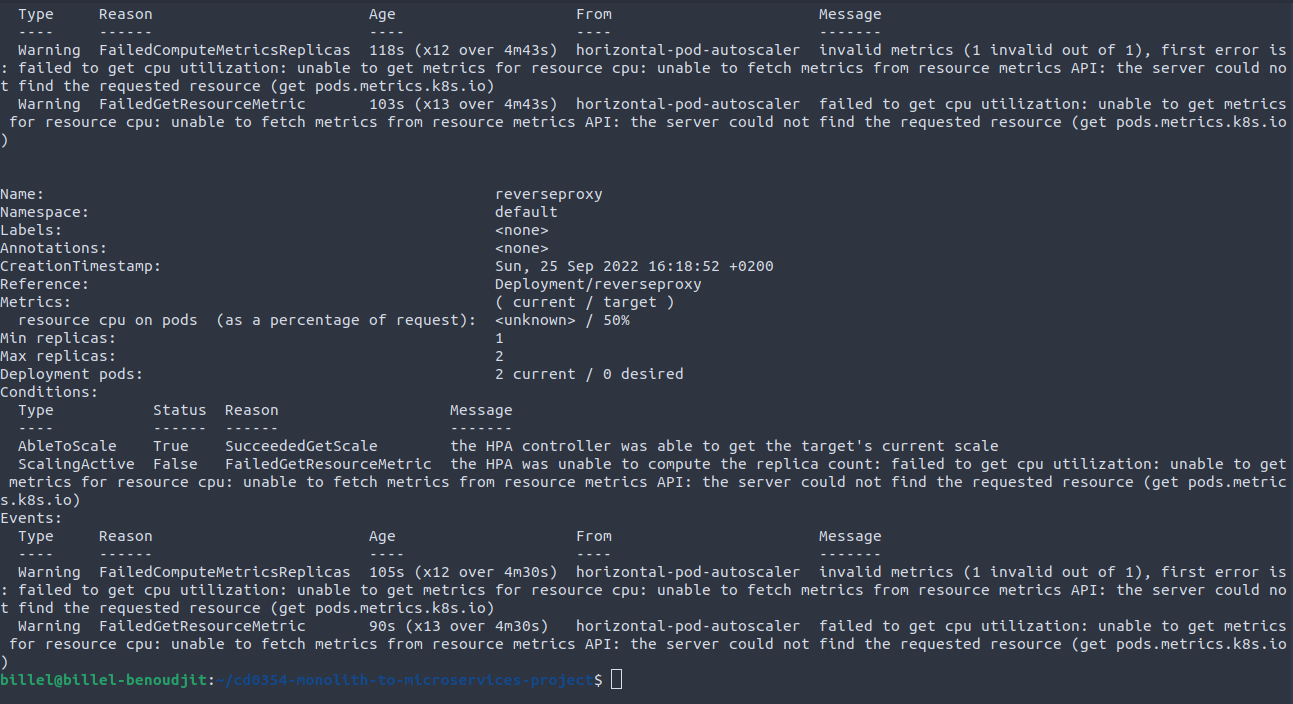 Type     Reason                        Age                    From                       Message
  ----     ------                        ----                   ----                       -------
  Warning  FailedComputeMetricsReplicas  118s (x12 over 4m43s)  horizontal-pod-autoscaler  invalid metrics (1 invalid out of 1), first error is
: failed to get cpu utilization: unable to get metrics for resource cpu: unable to fetch metrics from resource metrics API: the server could no
t find the requested resource (get pods.metrics.k8s.io)
  Warning  FailedGetResourceMetric       103s (x13 over 4m43s)  horizontal-pod-autoscaler  failed to get cpu utilization: unable to get metrics
 for resource cpu: unable to fetch metrics from resource metrics API: the server could not find the requested resource (get pods.metrics.k8s.io
)
Name:                                                  reverseproxy
Namespace:                                             default
Labels:                                                <none>
Annotations:                                           <none>
CreationTimestamp:                                     Sun, 25 Sep 2022 16:18:52 +0200
Reference:                                             Deployment/reverseproxy
Metrics:                                               ( current / target )
  resource cpu on pods  (as a percentage of request):  <unknown> / 50%
Min replicas:                                          1
Max replicas:                                          2
Deployment pods:                                       2 current / 0 desired
Conditions:
  Type           Status  Reason                   Message
  ----           ------  ------                   -------
  AbleToScale    True    SucceededGetScale        the HPA controller was able to get the target's current scale
  ScalingActive  False   FailedGetResourceMetric  the HPA was unable to compute the replica count: failed to get cpu utilization: unable to get
 metrics for resource cpu: unable to fetch metrics from resource metrics API: the server could not find the requested resource (get pods.metric
s.k8s.io)
Events:
  Type     Reason                        Age                    From                       Message
  ----     ------                        ----                   ----                       -------
  Warning  FailedComputeMetricsReplicas  105s (x12 over 4m30s)  horizontal-pod-autoscaler  invalid metrics (1 invalid out of 1), first error is
: failed to get cpu utilization: unable to get metrics for resource cpu: unable to fetch metrics from resource metrics API: the server could no
t find the requested resource (get pods.metrics.k8s.io)
  Warning  FailedGetResourceMetric       90s (x13 over 4m30s)   horizontal-pod-autoscaler  failed to get cpu utilization: unable to get metrics
 for resource cpu: unable to fetch metrics from resource metrics API: the server could not find the requested resource (get pods.metrics.k8s.io
)
billel@billel-benoudjit:~/cd0354-monolith-to-microservices-project$